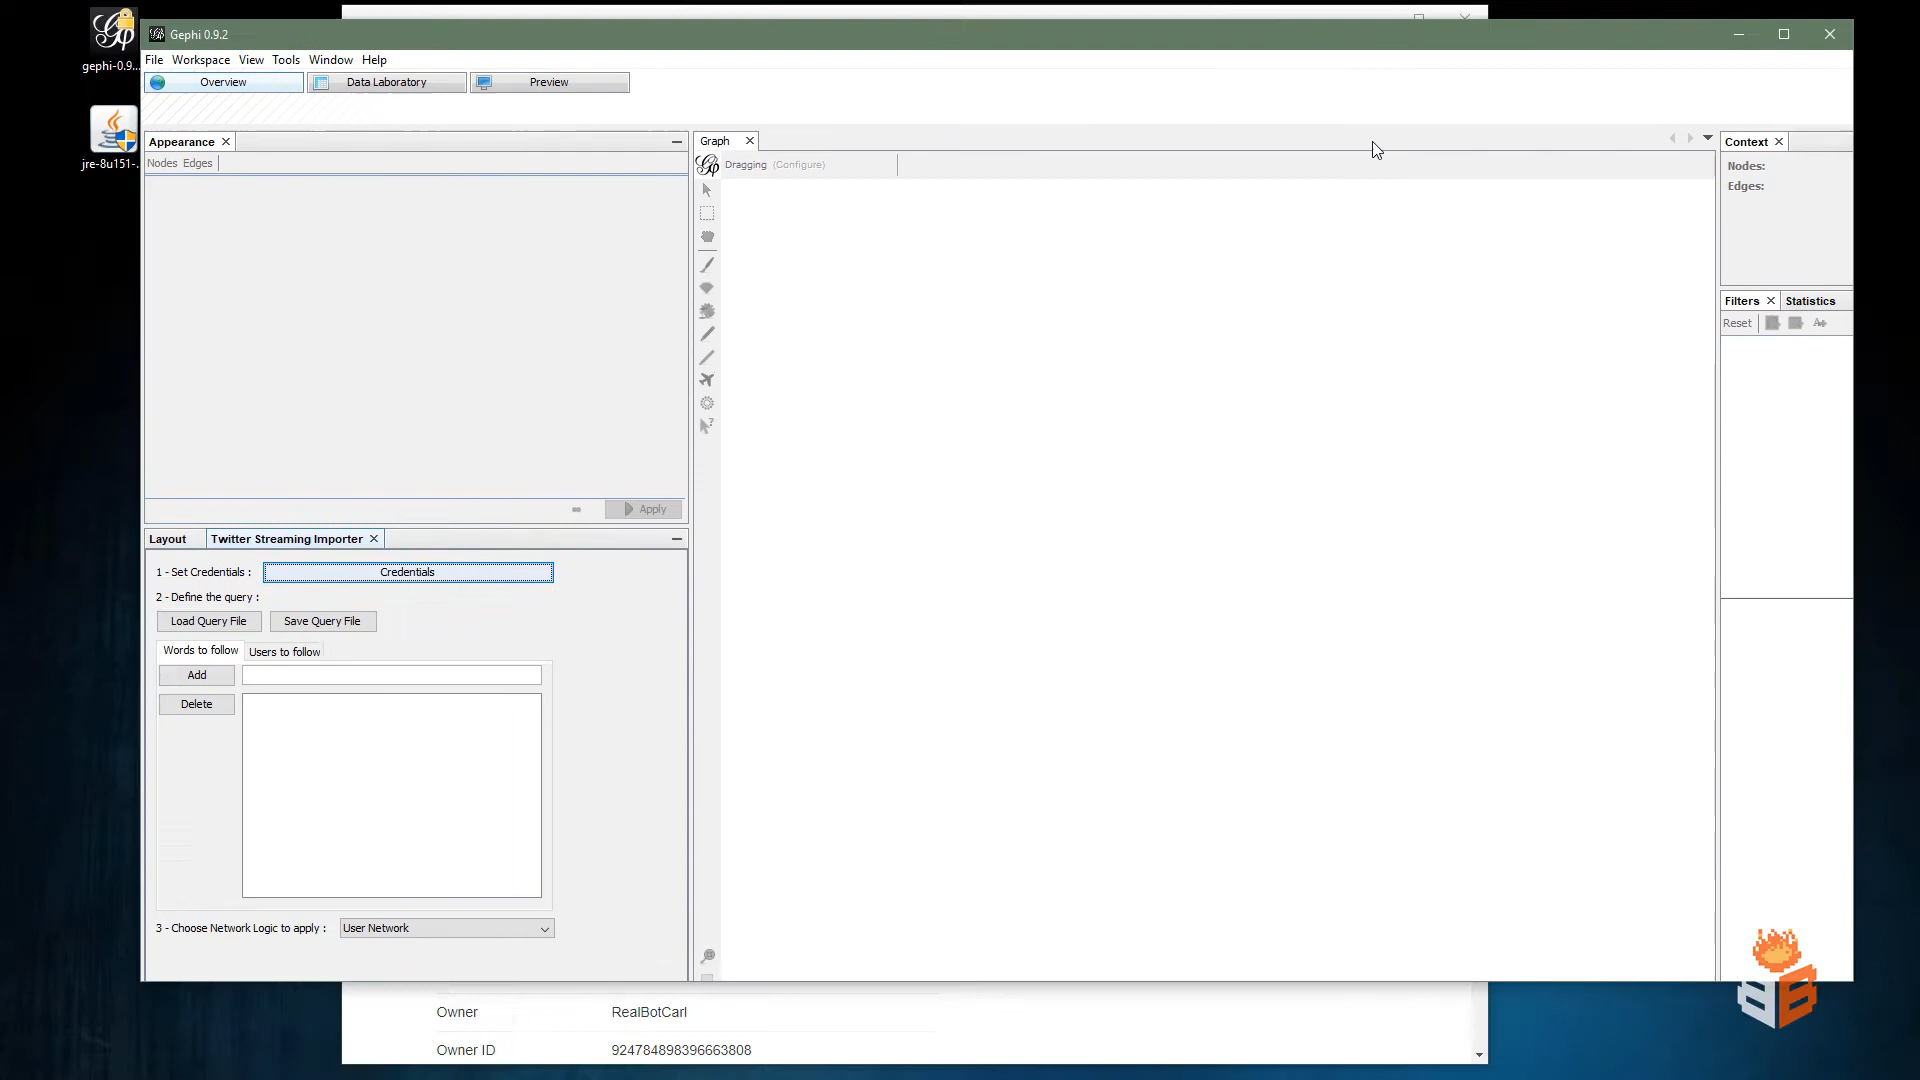 gephi-0.9...
jre-8u151-...
Gephi 0.9.2
File Workspace View Tools Window Help
Overview Data Laboratory Preview
Appearance
Nodes Edges
Apply
Layout Twitter Streaming Importer
1 - Set Credentials : Credentials
2 - Define the query :
Load Query File Save Query File
Words to follow Users to follow
Add
Delete
3 - Choose Network Logic to apply : User Network
Graph
Dragging (Configure)
Context
Nodes:
Edges:
Filters Statistics
Reset
Owner RealBotCarl
Owner ID 924784898396663808